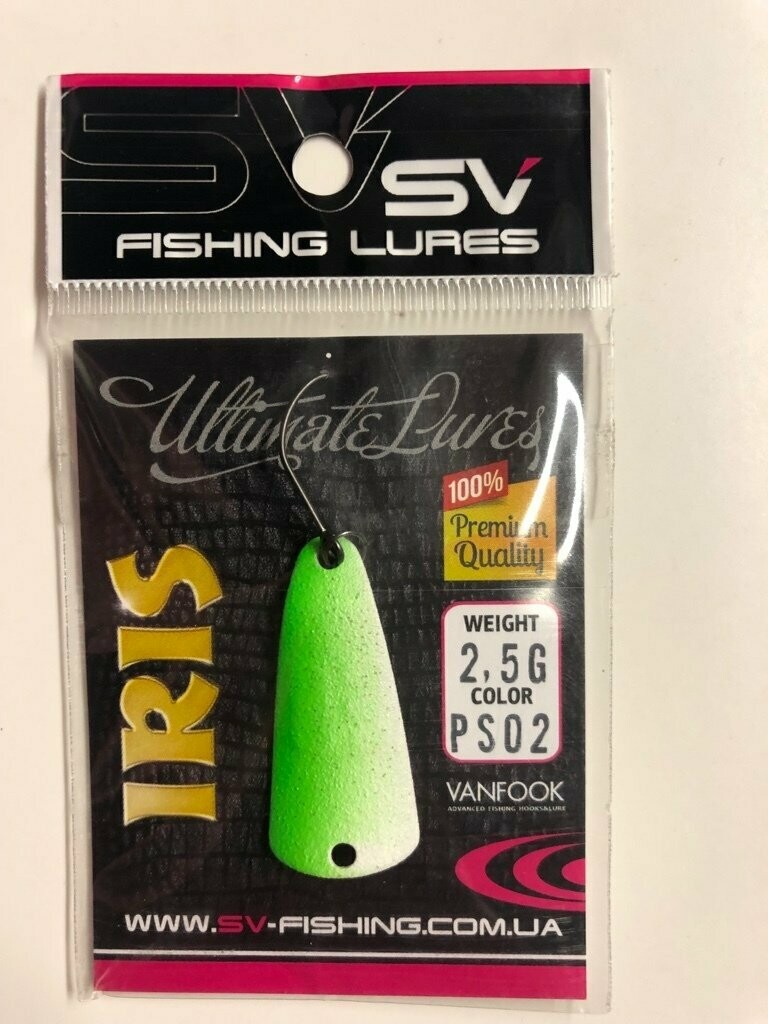 SV
SV
FISHING LURES
Ultimate Lures
100%
Premium
Quality
IRIS
WEIGHT
2,5G
COLOR
PS02
VANFOOK
ADVANCED FISHING HOOKS&LURE
WWW.SV-FISHING.COM.UA